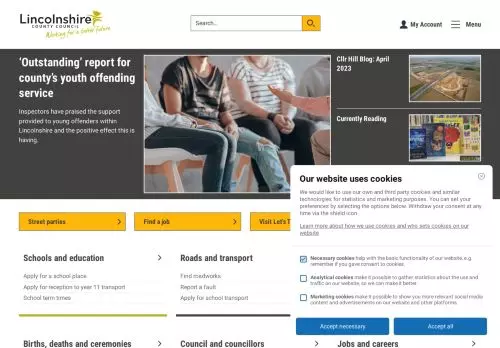 Lincolnshire
COUNTY COUNCIL
Working for a better future
Search...
My Account
Menu
'Outstanding' report for
county's youth offending
service
Inspectors have praised the support
provided to young offenders within
Lincolnshire and the positive effect this is
having.
Cllr Hill Blog: April
2023
Currently Reading
Street parties
Find a job
Visit Let's T
Schools and education
Apply for a school place
Apply for reception to year 11 transport
School term times
Roads and transport
Find roadworks
Report a fault
Apply for school transport
Births, deaths and ceremonies
Council and councillors
Jobs and careers
Our website uses cookies
We would like to use our own and third party cookies and similar
technologies for statistics and marketing purposes. You can set your
preferences by selecting the options below. Withdraw your consent at any
time via the shield icon.
Learn more about how we use cookies and who sets cookies on our
website
Necessary cookies help with the basic functionality of our website, e.g.
remember if you gave consent to cookies.
Analytical cookies make it possible to gather statistics about the use and
traffic on our website, so we can make it better.
Marketing cookies make it possible to show you more relevant social media
content and advertisements on our website and other platforms.
Accept necessary
Accept all